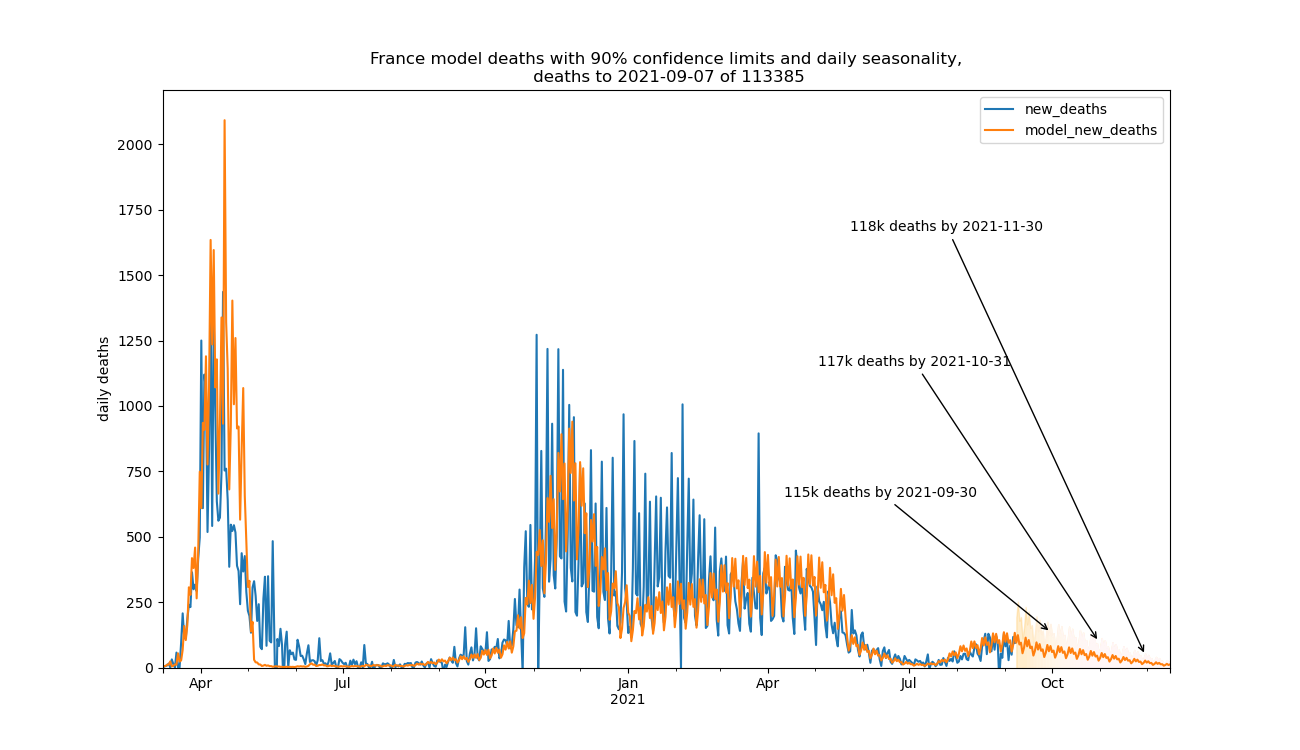 France model deaths with 90% confidence limits and daily seasonality,
deaths to 2021-09-07 of 113385
new_deaths
model_new_deaths
daily deaths
2000
1750
1500
1250
1000
750
500
250
0
118k deaths by 2021-11-30
117k deaths by 2021-10-31
115k deaths by 2021-09-30
Apr
Jul
Oct
Jan
2021
Apr
Jul
Oct